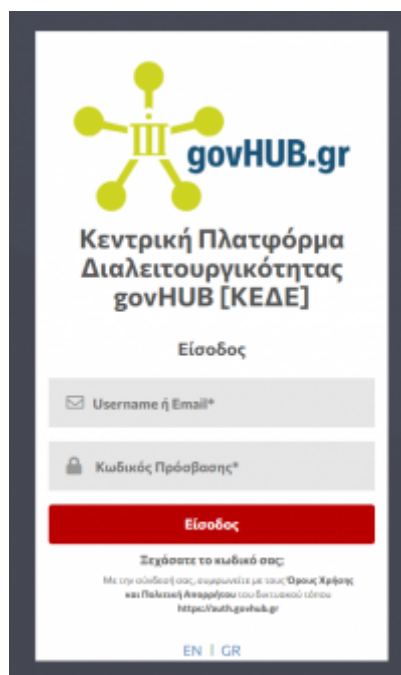 govHUB.gr
Κεντρική Πλατφόρμα
Διαλειτουργικότητας
govHUB [ΚΕΔΕ]
Είσοδος
Username ή Email*
Κωδικός Πρόσβασης*
Είσοδος
Ξεχάσατε το κωδικό σας;
Με την σύνδεσή σας, συμφωνείτε με τους Όρους Χρήσης
και Πολιτική Απορρήτου του δικτυακού τόπου
https://auth.govhub.gr
EN | GR